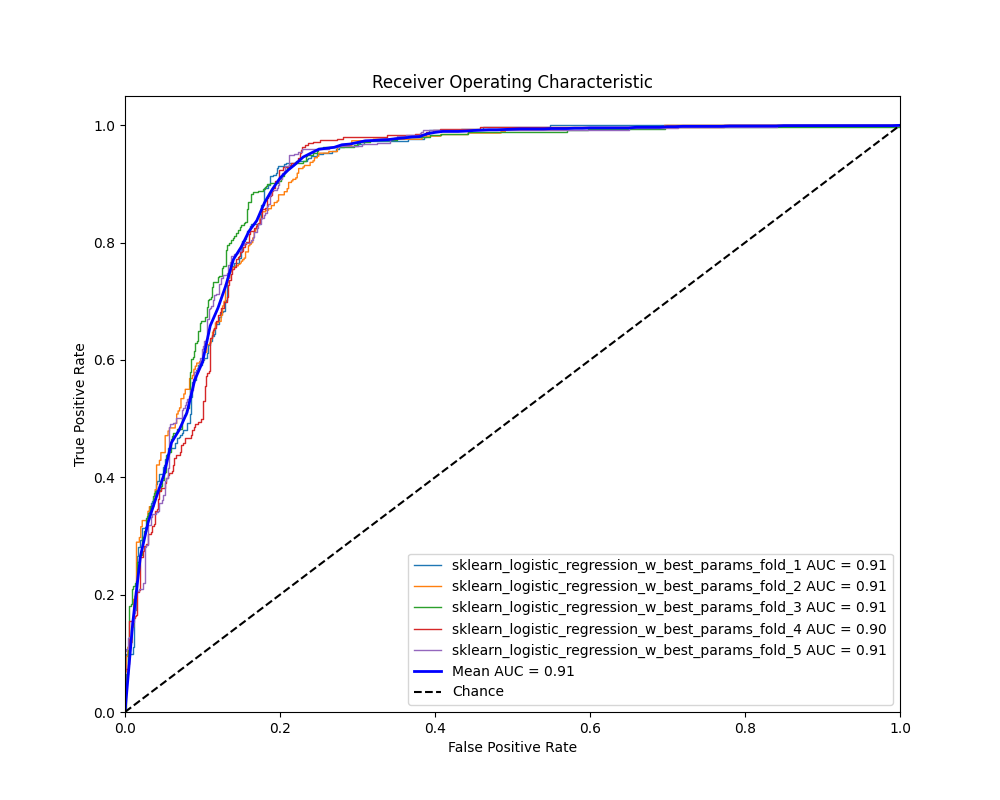 Receiver Operating Characteristic
True Positive Rate
1.0
0.8
0.6
0.4
0.2
0.0
sklearn_logistic_regression_w_best_params_fold_1 AUC = 0.91
sklearn_logistic_regression_w_best_params_fold_2 AUC = 0.91
sklearn_logistic_regression_w_best_params_fold_3 AUC = 0.91
sklearn_logistic_regression_w_best_params_fold_4 AUC = 0.90
sklearn_logistic_regression_w_best_params_fold_5 AUC = 0.91
Mean AUC = 0.91
Chance
0.0 0.2 0.4 0.6 0.8 1.0
False Positive Rate